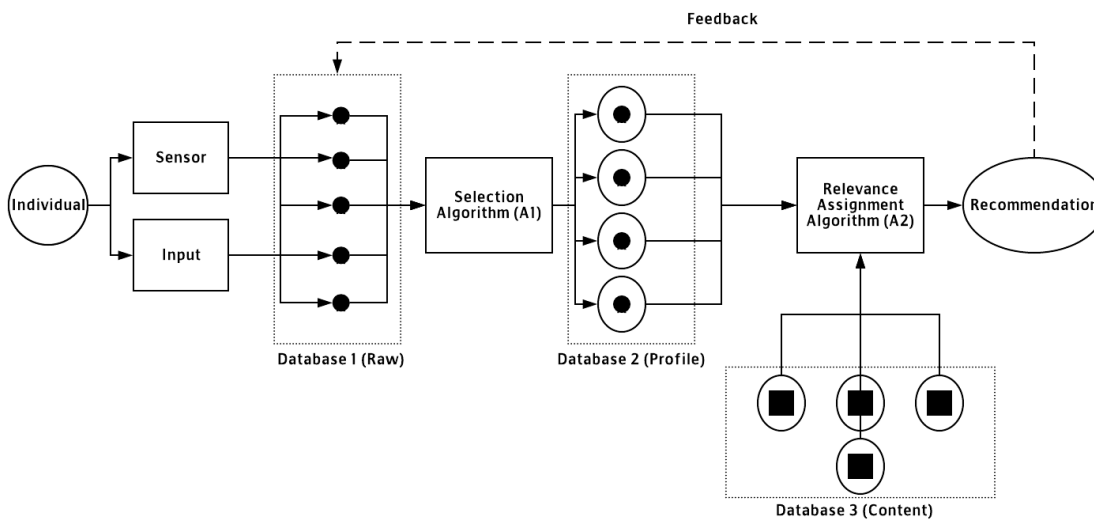 Feedback
Sensor
Individual
Input
Selection
Algorithm (A1)
Relevance
Assignment
Algorithm (A2)
Recommendation
Database 1 (Raw)
Database 2 (Profile)
Database 3 (Content)